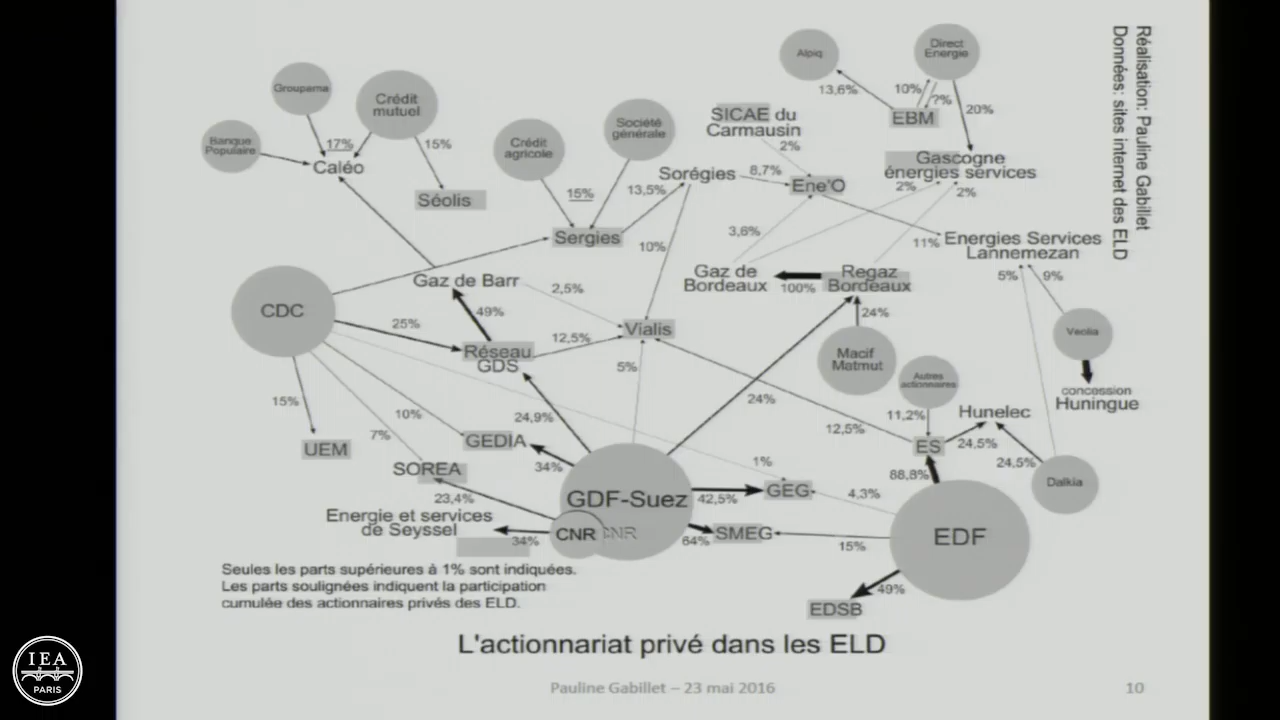 Réalisation: Pauline Gabillet
Données: sites internet des ELD
Groupama
Crédit
mutuel
Banque
Populaire
17%
15%
Caléo
Séolis
Crédit
agricole
Société
générale
15%
13,5%
Sergies
Sorégies
8,7%
10%
Alpiq
Direct
Energie
13,6%
10%
?%
20%
EBM
SICAE du
Carmausin
2%
Ene'O
Gascogne
énergies services
2%
2%
3,6%
11%
Energies Services
Lannemezan
5%
9%
Gaz de
Bordeaux
100%
Regaz
Bordeaux
24%
Macif
Matmut
Veolia
concession
Huningue
CDC
Gaz de Barr
2,5%
49%
25%
Réseau
GDS
12,5%
Vialis
5%
24%
12,5%
Autres
actionnaires
11,2%
Hunelec
ES
24,5%
24,5%
88,8%
Dalkia
15%
UEM
10%
7%
24,9%
GEDIA
34%
SOREA
23,4%
Energie et services
de Seyssel
34%
GDF-Suez
CNR
CNR
42,5%
1%
GEG
4,3%
64%
SMEG
15%
EDF
49%
EDSB
Seules les parts supérieures à 1% sont indiquées.
Les parts soulignées indiquent la participation
cumulée des actionnaires privés des ELD.
L'actionnariat privé dans les ELD
Pauline Gabillet – 23 mai 2016
10
IEA
PARIS